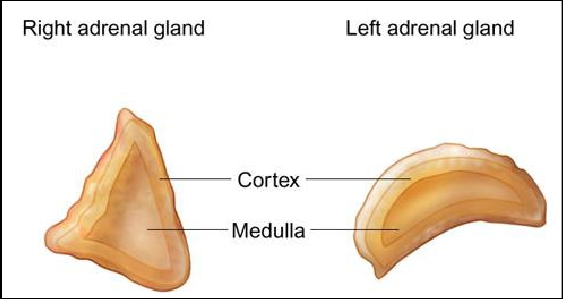 Right adrenal gland
Left adrenal gland
Cortex
Medulla